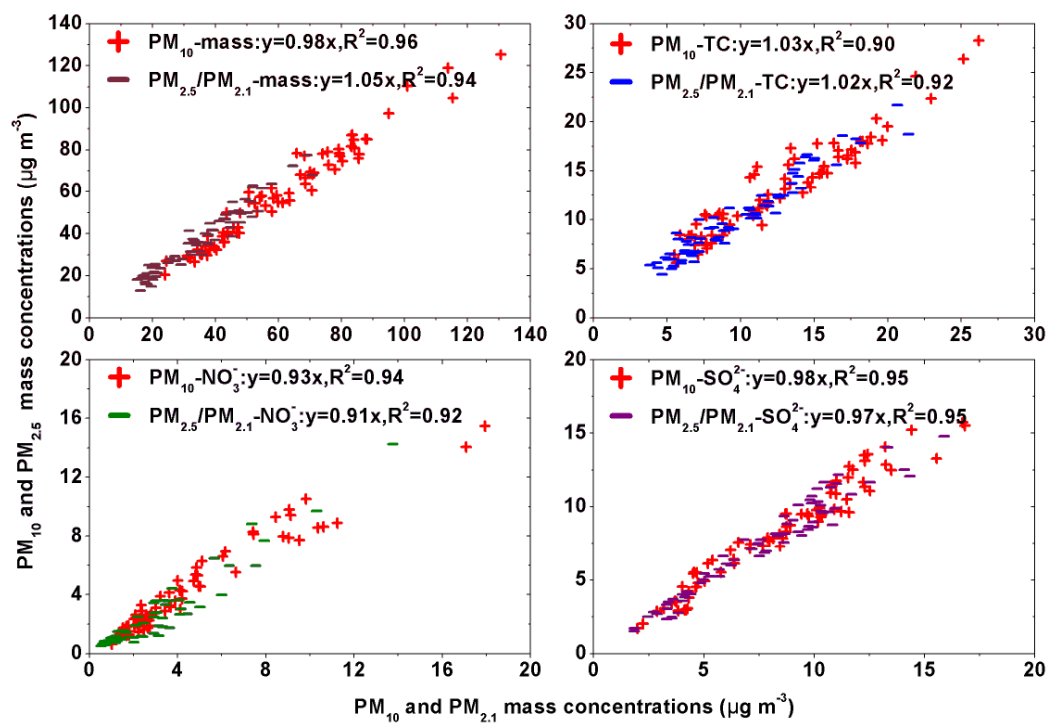 PM10 and PM2.5 mass concentrations (µg m-3)
140
120
100
80
60
40
20
0
PM10-mass:y=0.98x,R2=0.96
PM2.5/PM2.1-mass:y=1.05x,R2=0.94
0 20 40 60 80 100 120 140
30
25
20
15
10
5
0
PM10-TC:y=1.03x,R2=0.90
PM2.5/PM2.1-TC:y=1.02x,R2=0.92
0 5 10 15 20 25 30
20
16
12
8
4
0
PM10-NO3-:y=0.93x,R2=0.94
PM2.5/PM2.1-NO3-:y=0.91x,R2=0.92
0 4 8 12 16 20
20
15
10
5
0
PM10-SO42-:y=0.98x,R2=0.95
PM2.5/PM2.1-SO42-:y=0.97x,R2=0.95
0 5 10 15 20
PM10 and PM2.1 mass concentrations (µg m-3)